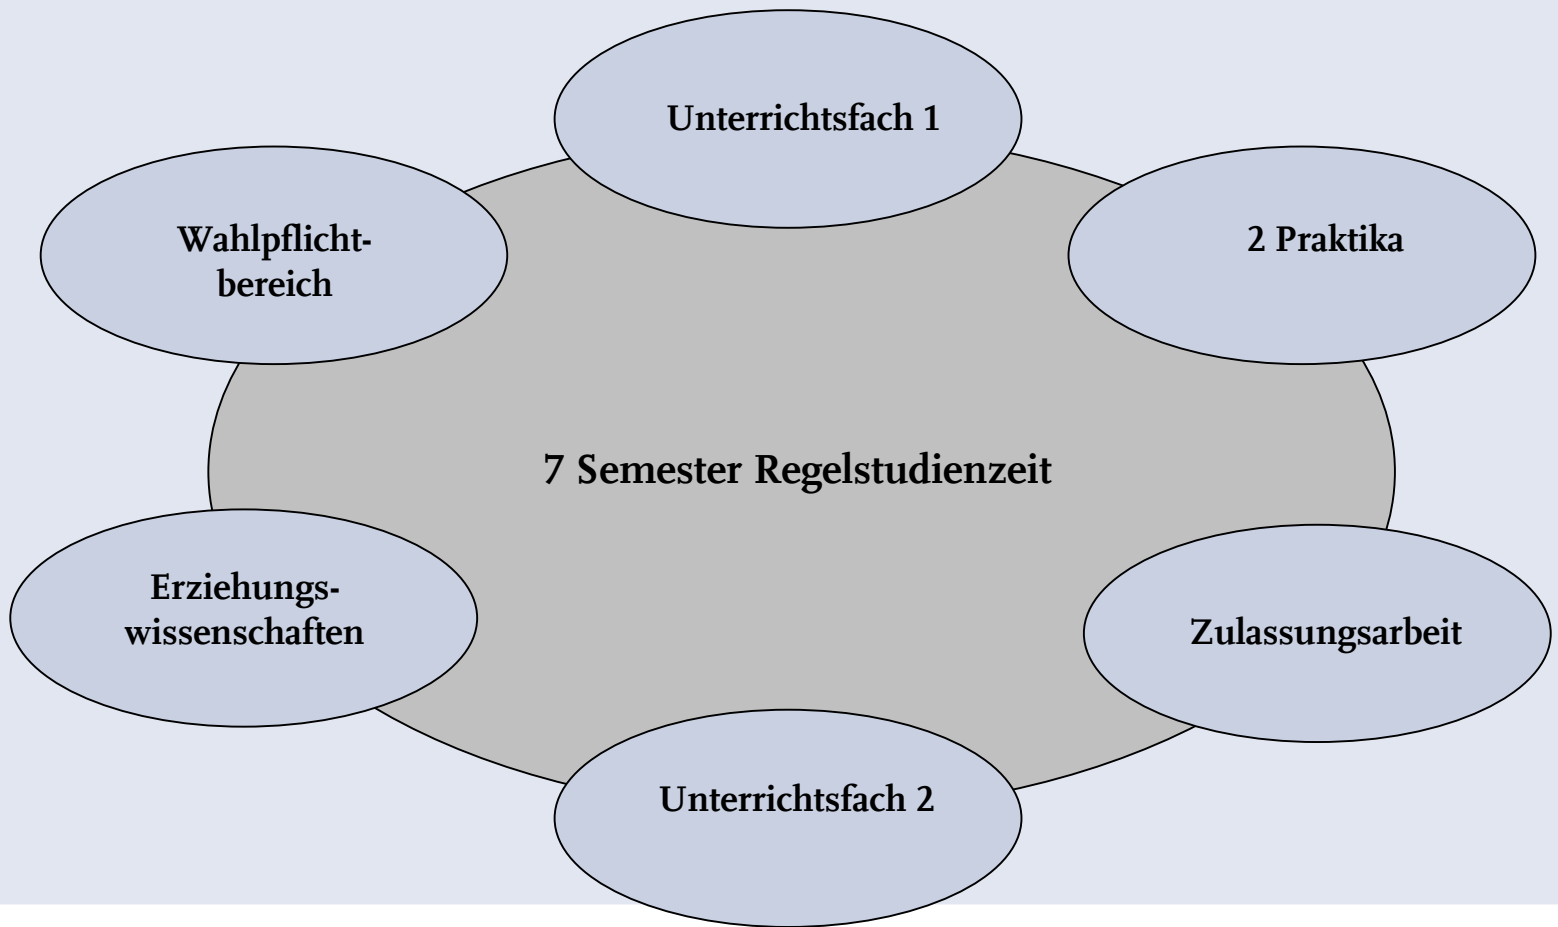 Unterrichtsfach 1
Wahlpflicht-
bereich
2 Praktika
7 Semester Regelstudienzeit
Erziehungs-
wissenschaften
Zulassungsarbeit
Unterrichtsfach 2